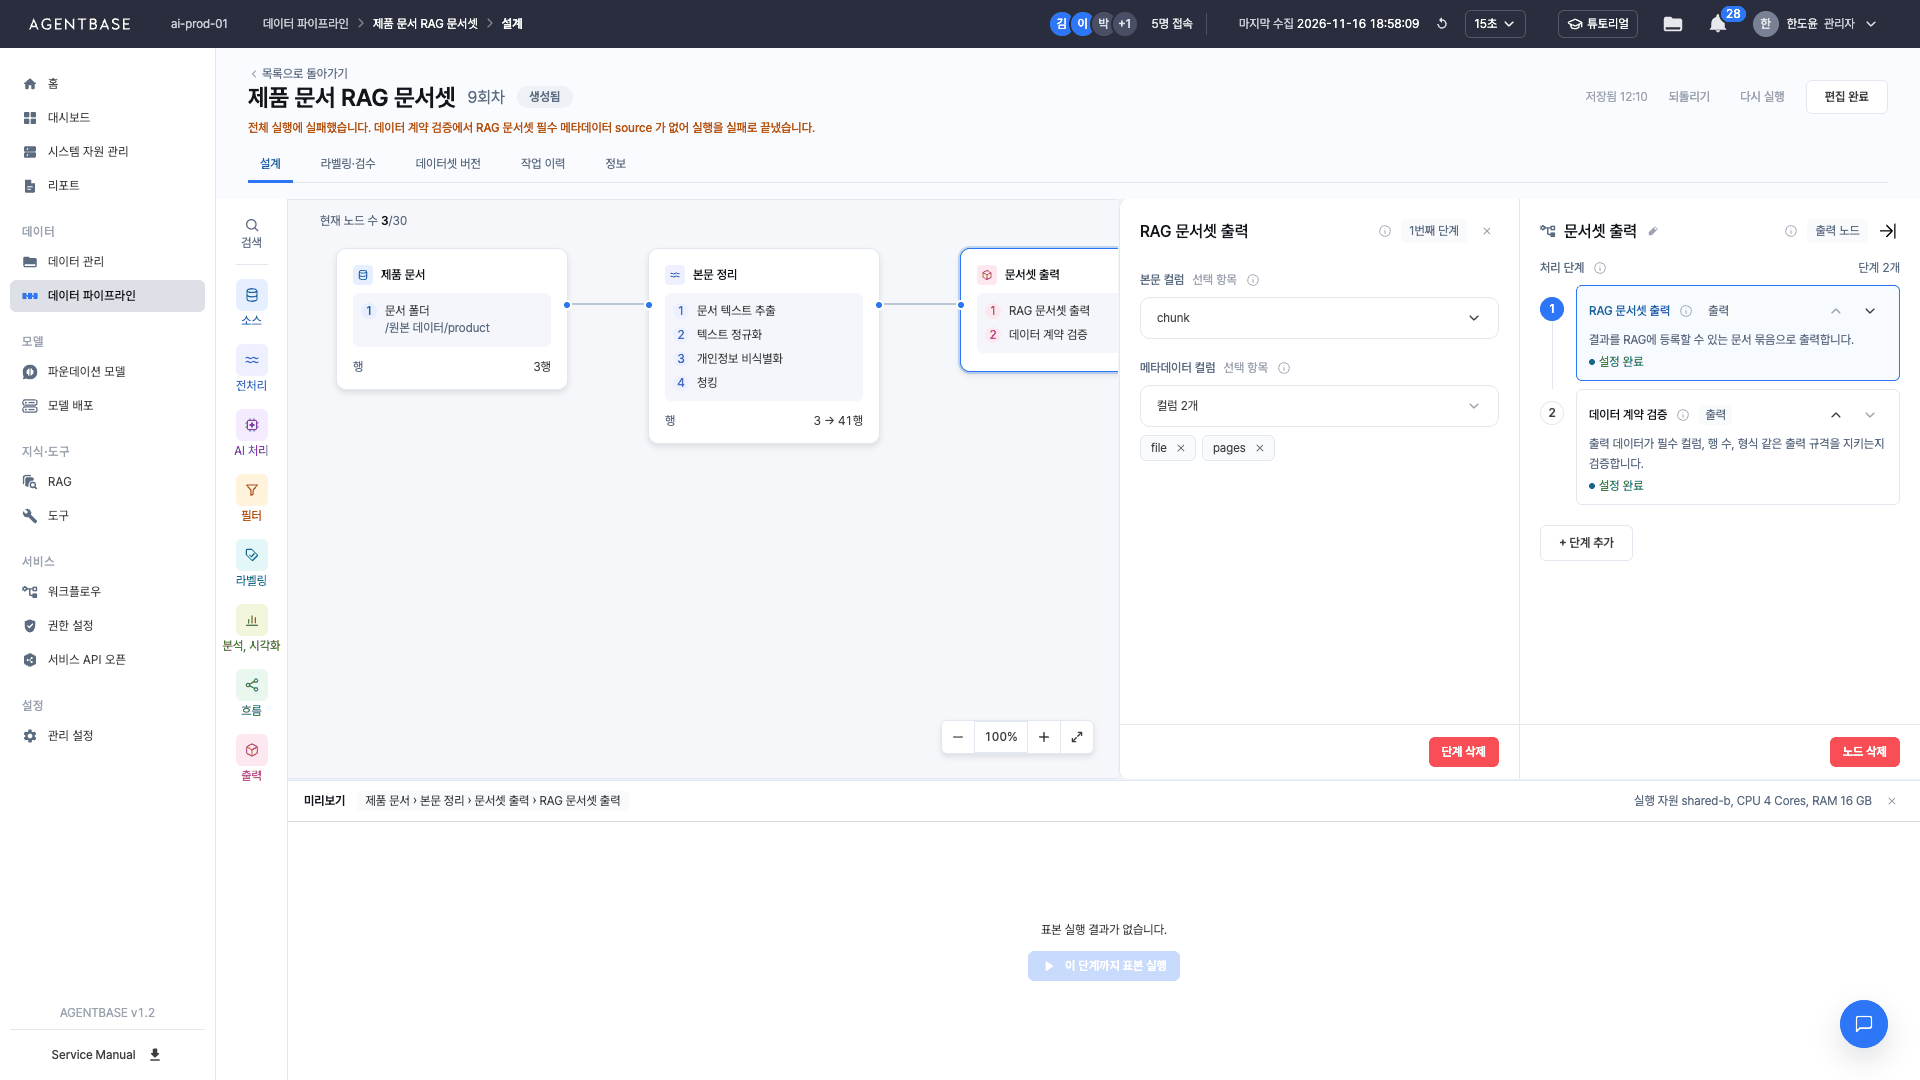 AGENTBASE
ai-prod-01
데이터 파이프라인 > 제품 문서 RAG 문서셋 > 설계
김 이 박 +1 5명 접속
마지막 수집 2026-11-16 18:58:09
15초
튜토리얼
28
한 한도윤 관리자
홈
대시보드
시스템 자원 관리
리포트
데이터
데이터 관리
데이터 파이프라인
모델
파운데이션 모델
모델 배포
지식·도구
RAG
도구
서비스
워크플로우
권한 설정
서비스 API 오픈
설정
관리 설정
AGENTBASE v1.2
Service Manual
목록으로 돌아가기
제품 문서 RAG 문서셋 9회차 생성됨
전체 실행에 실패했습니다. 데이터 계약 검증에서 RAG 문서셋 필수 메타데이터 source 가 없어 실행을 실패로 끝냈습니다.
저장됨 12:10 되돌리기 다시 실행 편집 완료
설계 라벨링·검수 데이터셋 버전 작업 이력 정보
검색
소스
전처리
AI 처리
필터
라벨링
분석, 시각화
흐름
출력
현재 노드 수 3/30
제품 문서
1 문서 폴더
/원본 데이터/product
행 3행
본문 정리
1 문서 텍스트 추출
2 텍스트 정규화
3 개인정보 비식별화
4 청킹
행 3 → 41행
문서셋 출력
1 RAG 문서셋 출력
2 데이터 계약 검증
100%
RAG 문서셋 출력 1번째 단계
본문 컬럼 선택 항목
chunk
메타데이터 컬럼 선택 항목
컬럼 2개
file
pages
단계 삭제
문서셋 출력 출력 노드
처리 단계 단계 2개
1 RAG 문서셋 출력 출력
결과를 RAG에 등록할 수 있는 문서 묶음으로 출력합니다.
설정 완료
2 데이터 계약 검증 출력
출력 데이터가 필수 컬럼, 행 수, 형식 같은 출력 규격을 지키는지
검증합니다.
설정 완료
+ 단계 추가
노드 삭제
미리보기 제품 문서 › 본문 정리 › 문서셋 출력 › RAG 문서셋 출력
실행 자원 shared-b, CPU 4 Cores, RAM 16 GB
표본 실행 결과가 없습니다.
이 단계까지 표본 실행